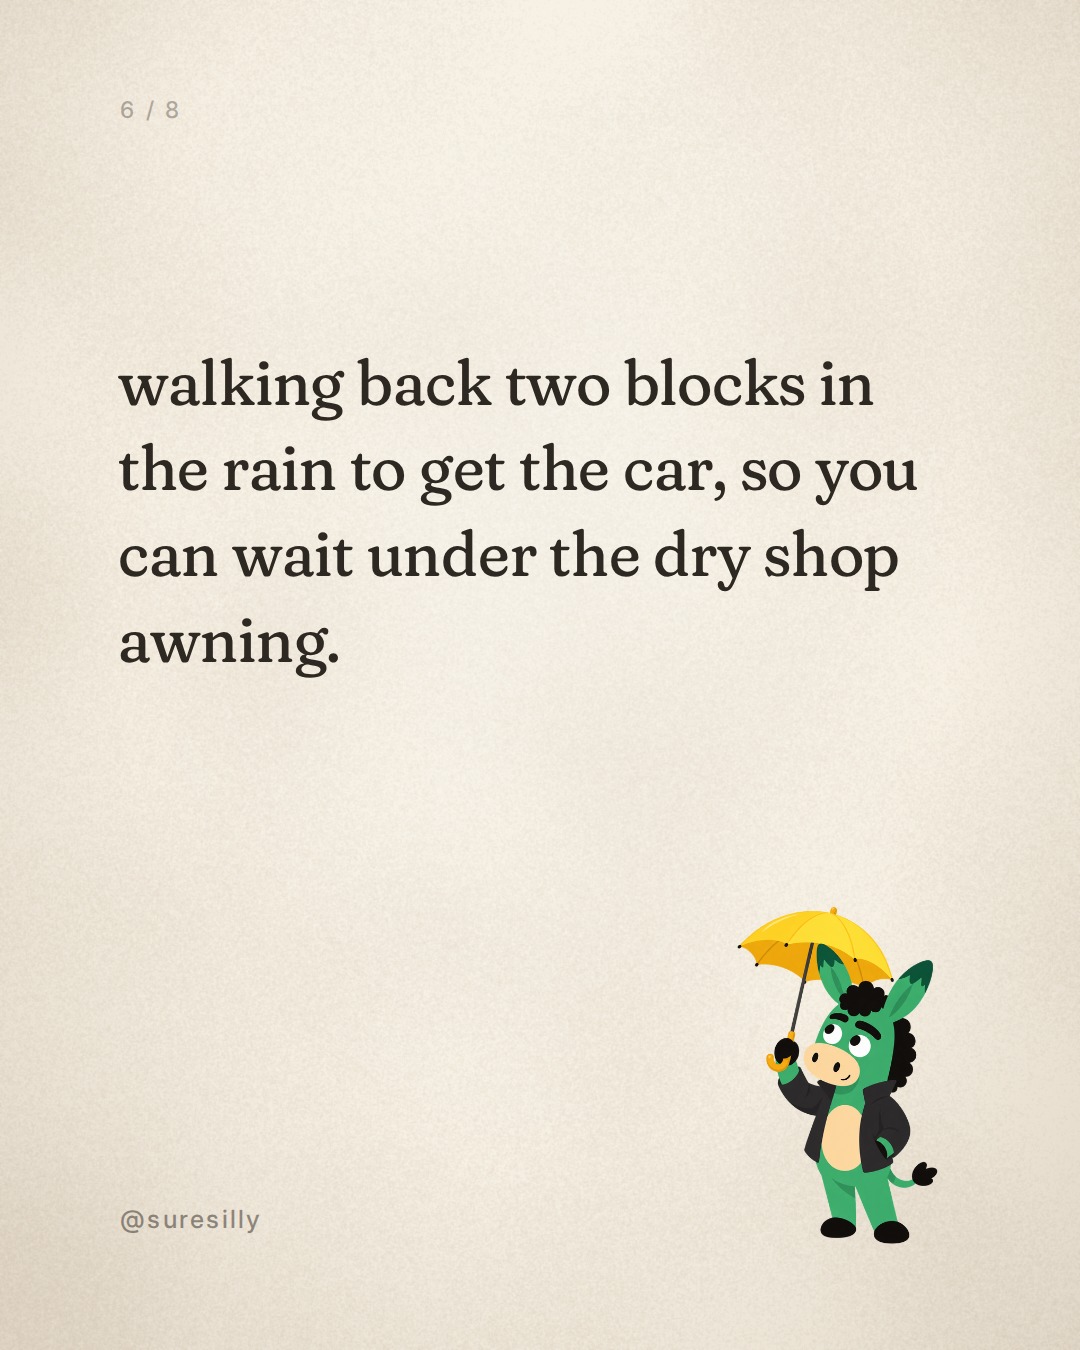 6 / 8
walking back two blocks in
the rain to get the car, so you
can wait under the dry shop
awning.
@suresilly